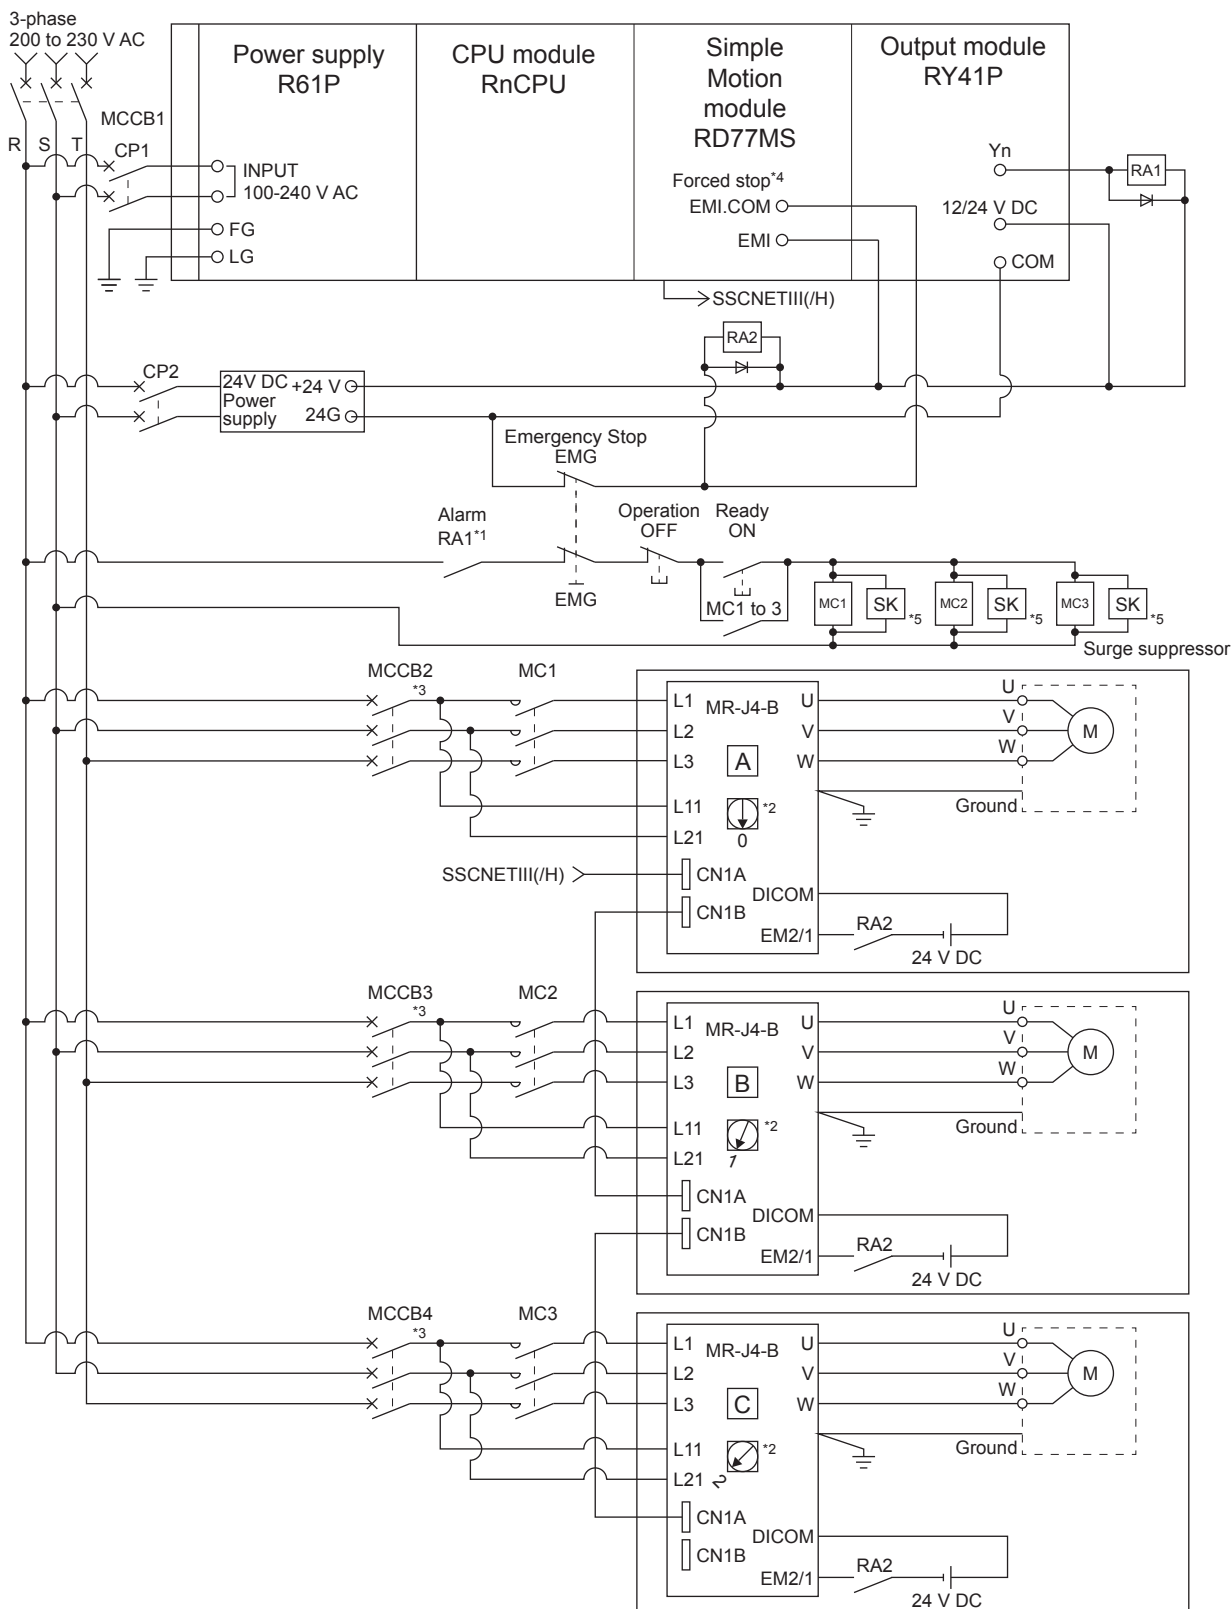 3-phase
200 to 230 V AC
MCCB1
R S T
CP1
Power supply
R61P
INPUT
100-240 V AC
FG
LG
CPU module
RnCPU
Simple
Motion
module
RD77MS
Forced stop*4
EMI.COM
EMI
Output module
RY41P
Yn
12/24 V DC
COM
RA1
SSCNETIII(/H)
RA2
CP2
24V DC
Power
supply
+24 V
24G
Emergency Stop
EMG
Alarm
RA1*1
EMG
Operation
OFF
Ready
ON
MC1 to 3
MC1
SK
*5
MC2
SK
*5
MC3
SK
*5
Surge suppressor
MCCB2
*3
MC1
L1
L2
L3
L11
L21
MR-J4-B
A
*2
0
U
V
W
U
V
W
M
Ground
SSCNETIII(/H)
CN1A
CN1B
DICOM
EM2/1
RA2
24 V DC
MCCB3
*3
MC2
L1
L2
L3
L11
L21
MR-J4-B
B
*2
1
U
V
W
U
V
W
M
Ground
CN1A
CN1B
DICOM
EM2/1
RA2
24 V DC
MCCB4
*3
MC3
L1
L2
L3
L11
L21
MR-J4-B
C
*2
2
U
V
W
U
V
W
M
Ground
CN1A
CN1B
DICOM
EM2/1
RA2
24 V DC